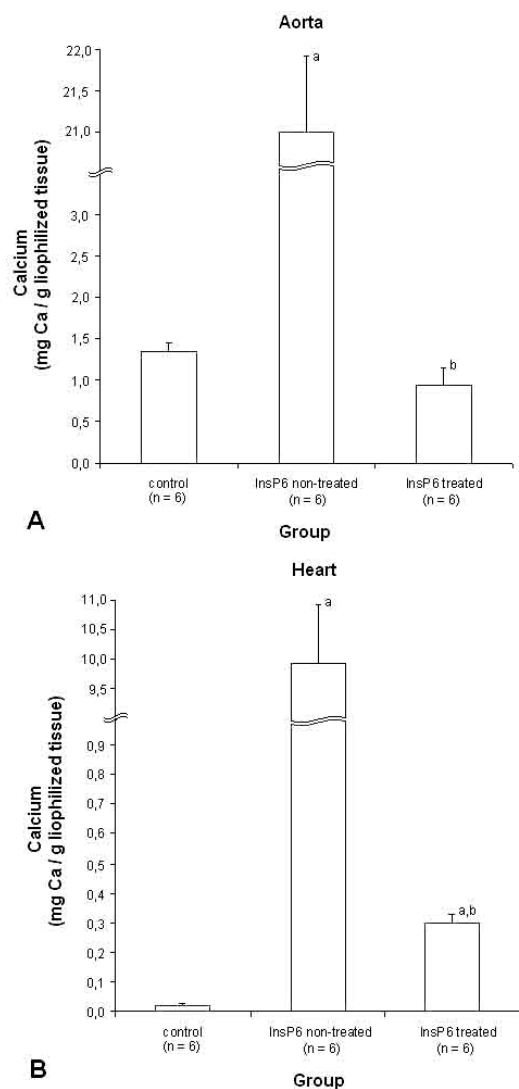 Aorta
22,0
a
21,5
21,0
Calcium
(mg Ca / g liophilized tissue)
3,0
2,5
2,0
1,5
b
1,0
0,5
0,0
control InsP6 non-treated InsP6 treated
(n = 6) (n = 6) (n = 6)
A
Group
Heart
11,0
a
10,5
10,0
9,5
Calcium
(mg Ca / g liophilized tissue)
0,9
0,8
0,7
0,6
0,5
0,4
a,b
0,3
0,2
0,1
0,0
control InsP6 non-treated InsP6 treated
(n = 6) (n = 6) (n = 6)
B
Group